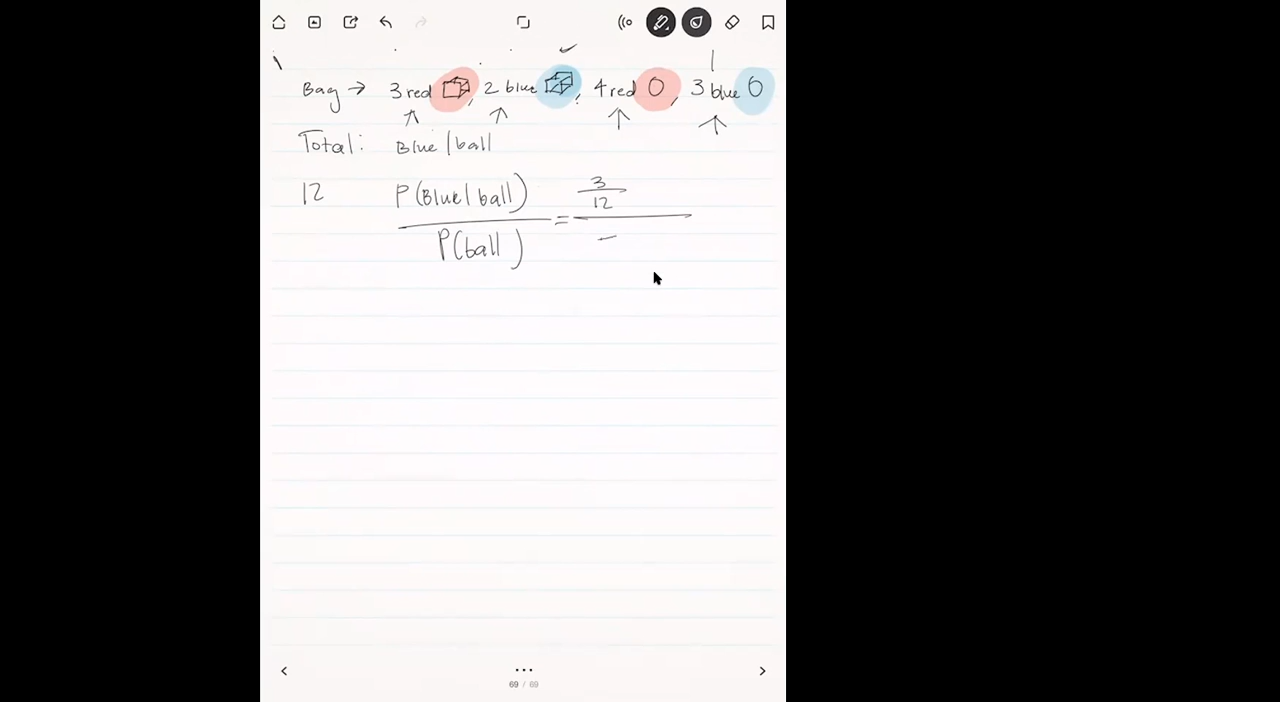 Bag → 3 red , 2 blue , 4 red O , 3 blue O
Total: Blue/ball
12 P(Blue/ball) / P(ball) = 3/12 / –
69 / 69